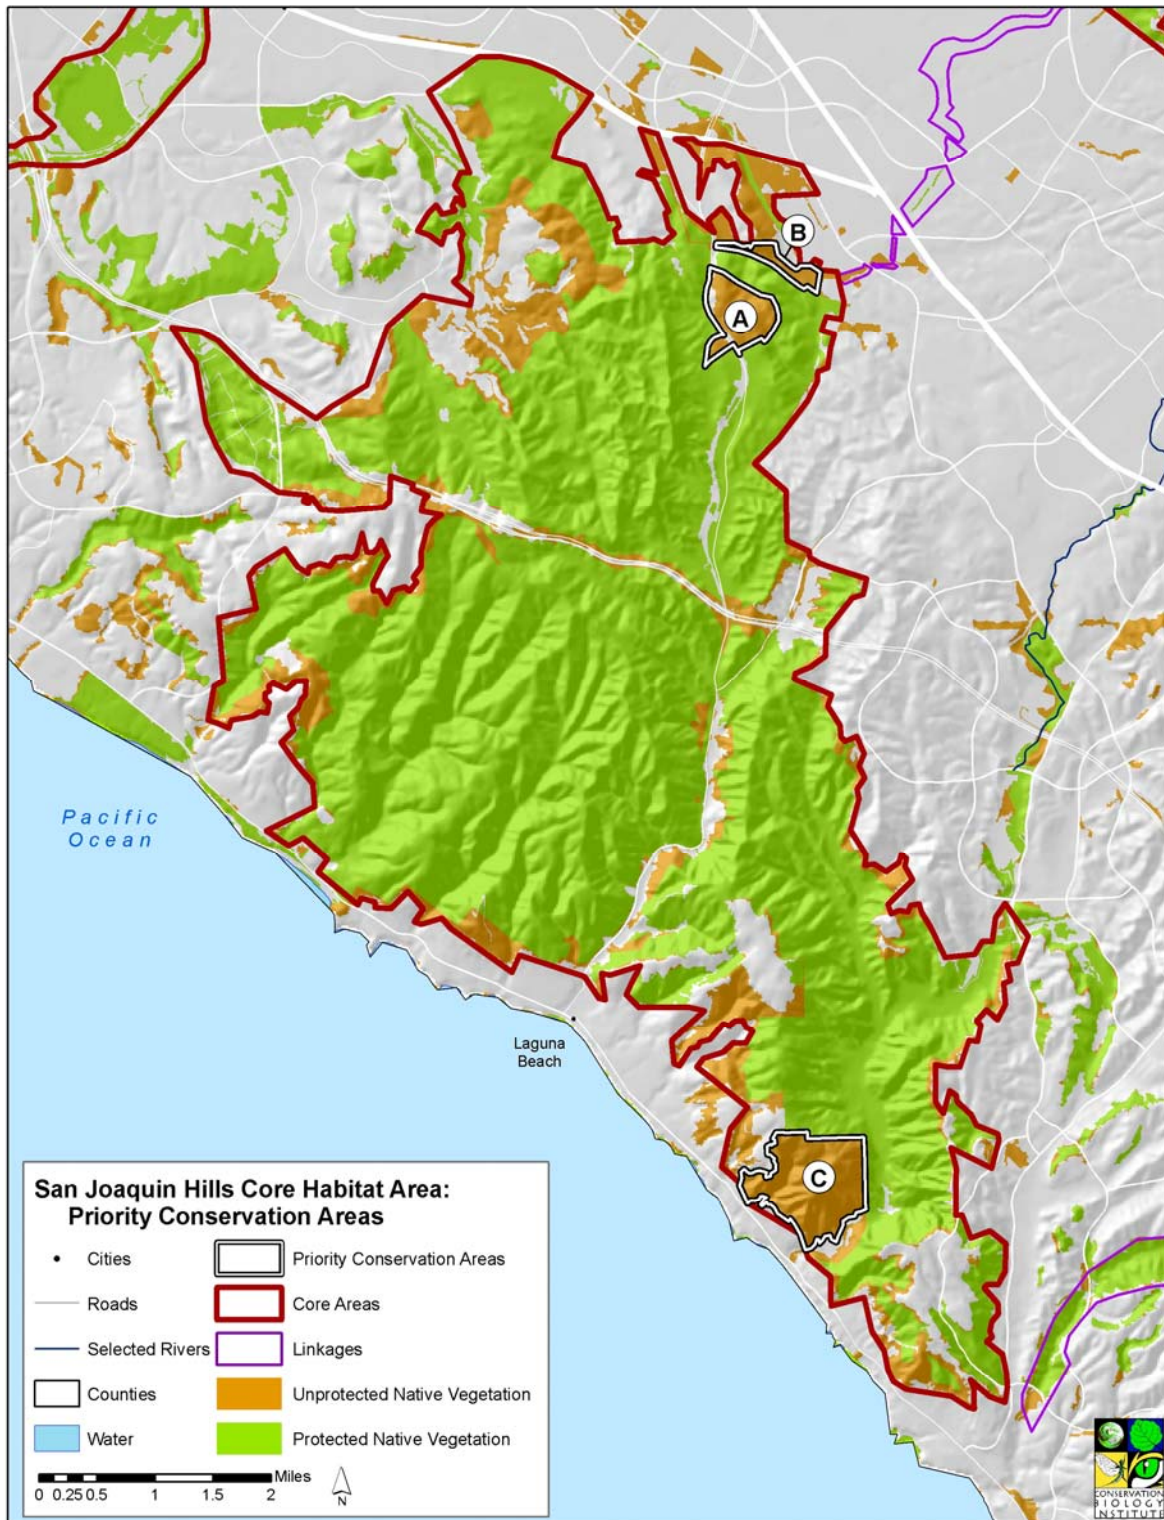 B
A
Pacific
Ocean
Laguna
Beach
C
San Joaquin Hills Core Habitat Area:
Priority Conservation Areas
Cities
Priority Conservation Areas
Roads
Core Areas
Selected Rivers
Linkages
Counties
Unprotected Native Vegetation
Water
Protected Native Vegetation
Miles
0 0.25 0.5 1 1.5 2
N
CONSERVATION
BIOLOGY
INSTITUTE